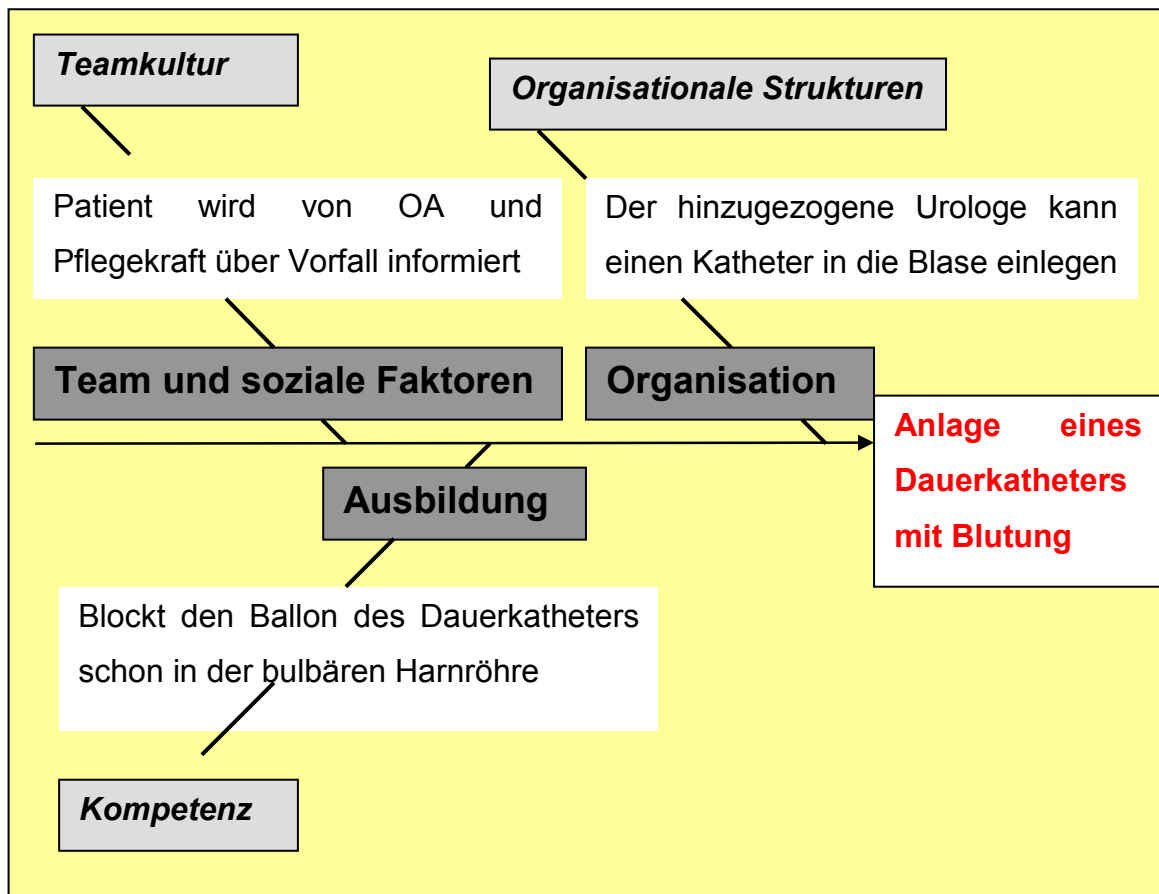 Teamkultur
Organisationale Strukturen
Patient wird von OA und
Pflegekraft über Vorfall informiert
Der hinzugezogene Urologe kann
einen Katheter in die Blase einlegen
Team und soziale Faktoren
Organisation
Anlage eines
Dauerkatheters
mit Blutung
Ausbildung
Blockt den Ballon des Dauerkatheters
schon in der bulbären Harnröhre
Kompetenz